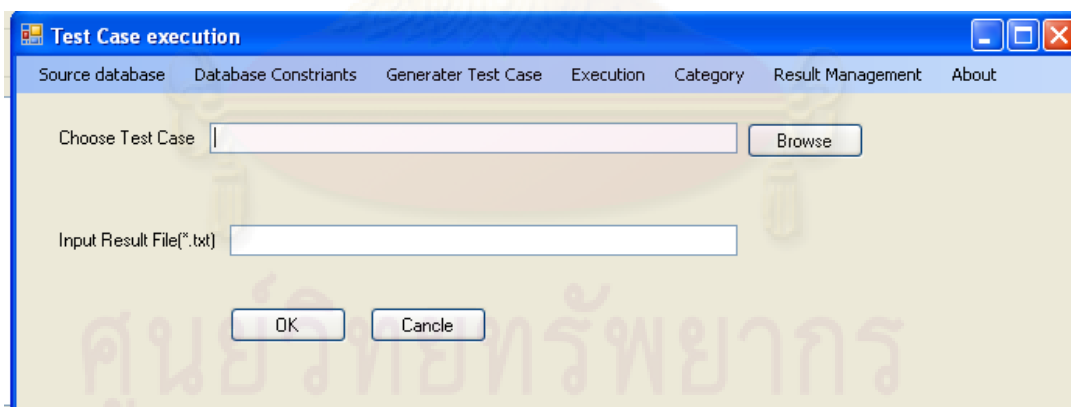 Test Case execution
Source database Database Constriants Generater Test Case Execution Category Result Management About
Choose Test Case Browse
Input Result File(*.txt)
OK Cancle
ศูนย์วิทยทรัพยากร